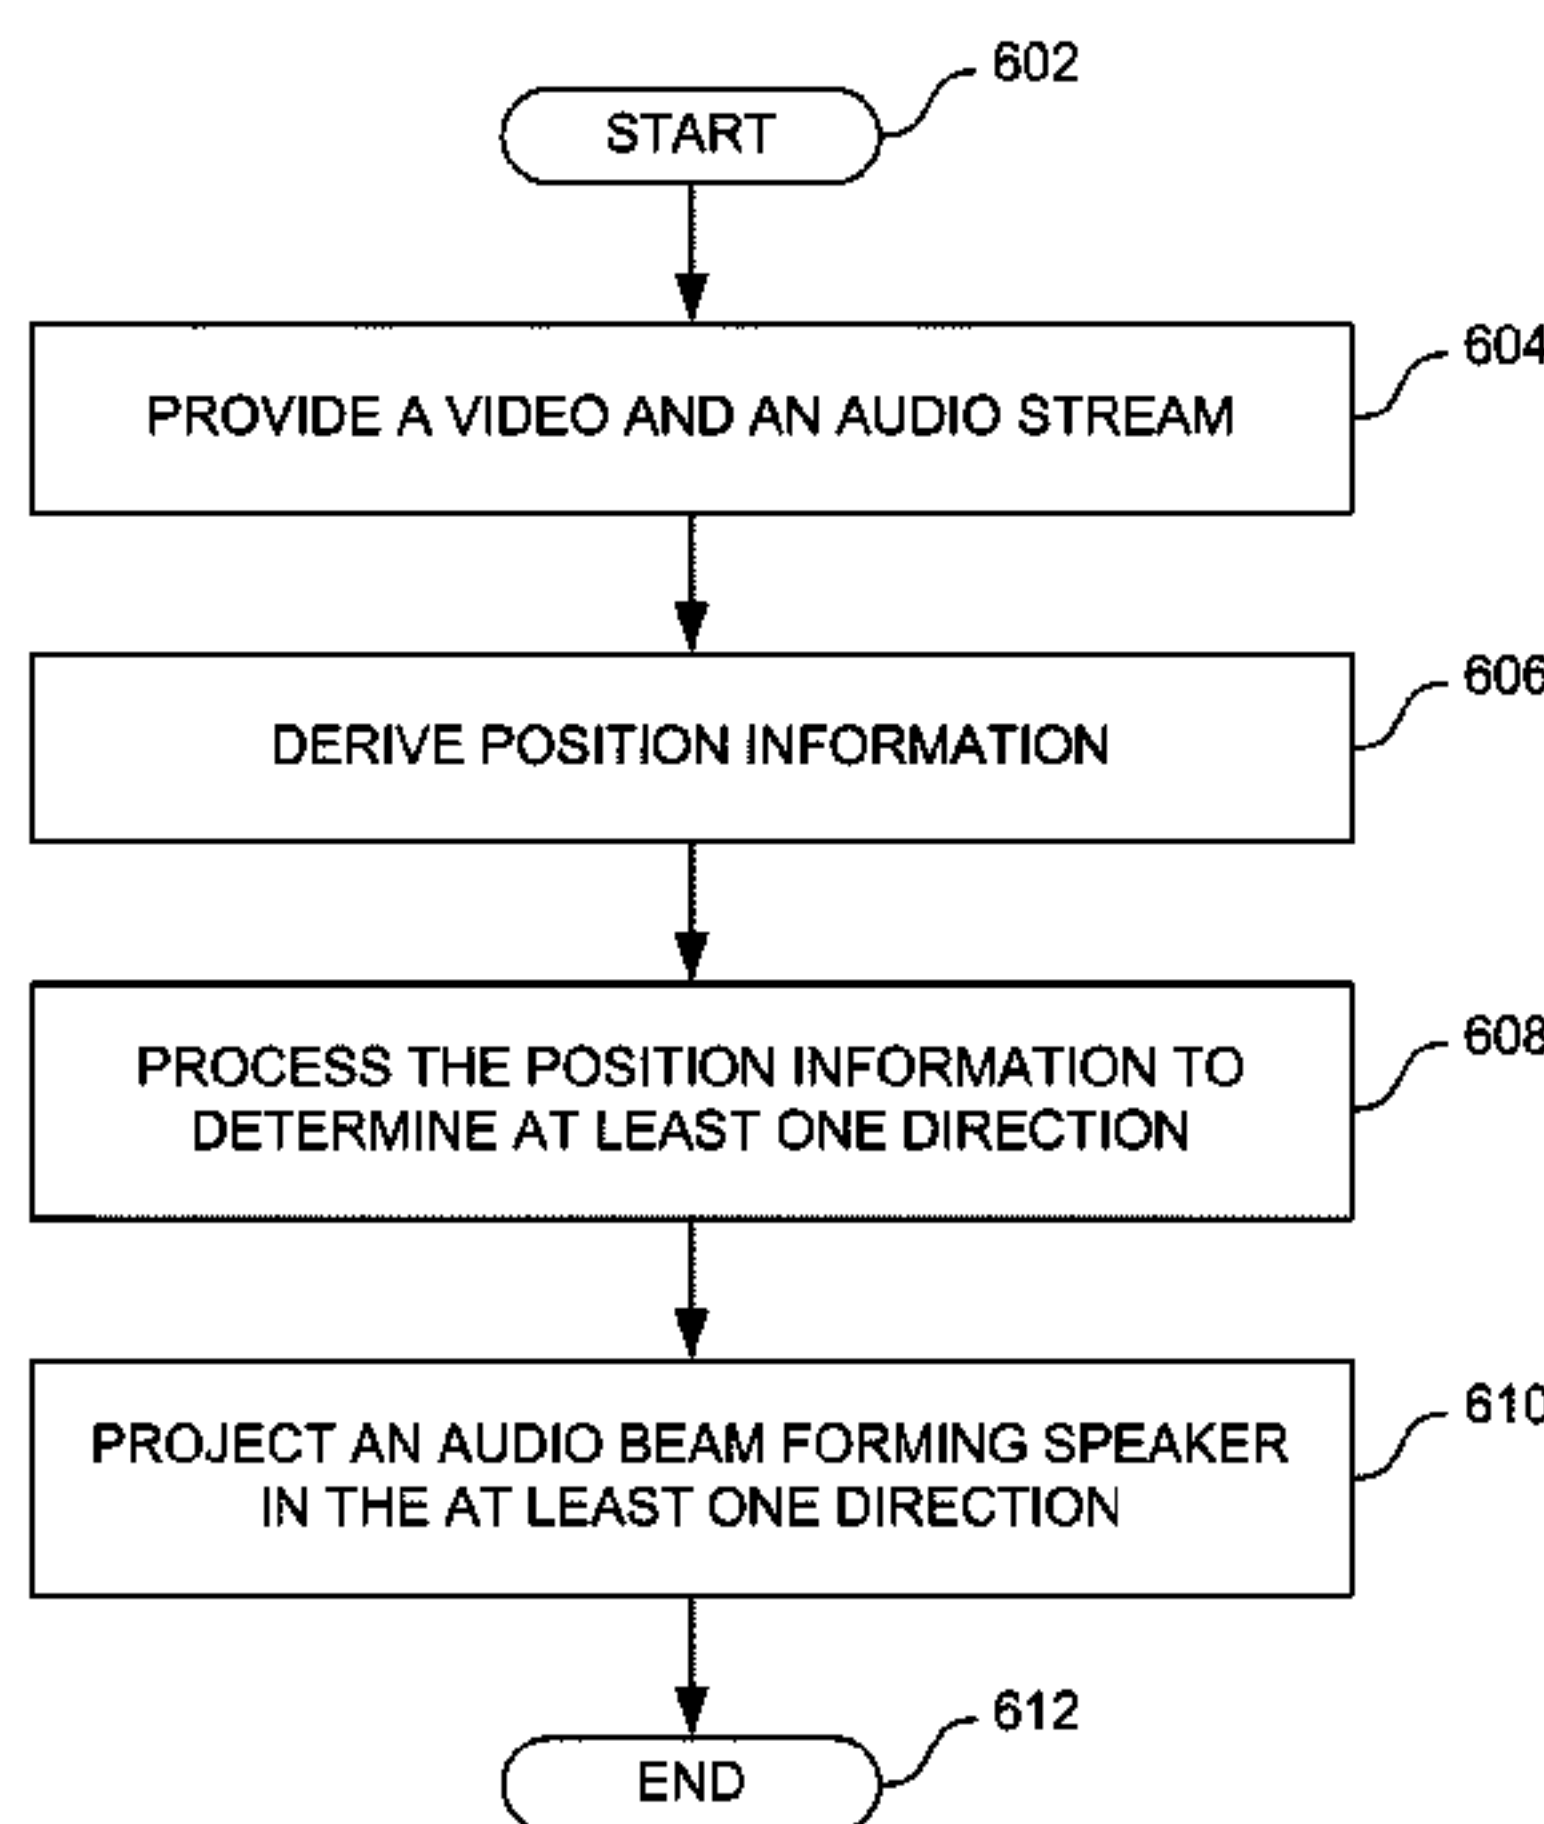 602
START
604
PROVIDE A VIDEO AND AN AUDIO STREAM
606
DERIVE POSITION INFORMATION
608
PROCESS THE POSITION INFORMATION TO
DETERMINE AT LEAST ONE DIRECTION
610
PROJECT AN AUDIO BEAM FORMING SPEAKER
IN THE AT LEAST ONE DIRECTION
612
END